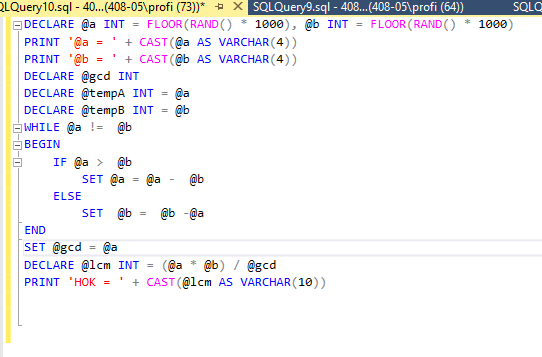 QLQuery10.sql - 40...(408-05\profi (73))*
SQLQuery9.sql - 408...(408-05\profi (64))
SQLQ
DECLARE @a INT = FLOOR(RAND() * 1000), @b INT = FLOOR(RAND() * 1000)
PRINT '@a = ' + CAST(@a AS VARCHAR(4))
PRINT '@b = ' + CAST(@b AS VARCHAR(4))
DECLARE @gcd INT
DECLARE @tempA INT = @a
DECLARE @tempB INT = @b
WHILE @a != @b
BEGIN
IF @a > @b
SET @a = @a - @b
ELSE
SET @b = @b -@a
END
SET @gcd = @a
DECLARE @lcm INT = (@a * @b) / @gcd
PRINT 'НОК = ' + CAST(@lcm AS VARCHAR(10))